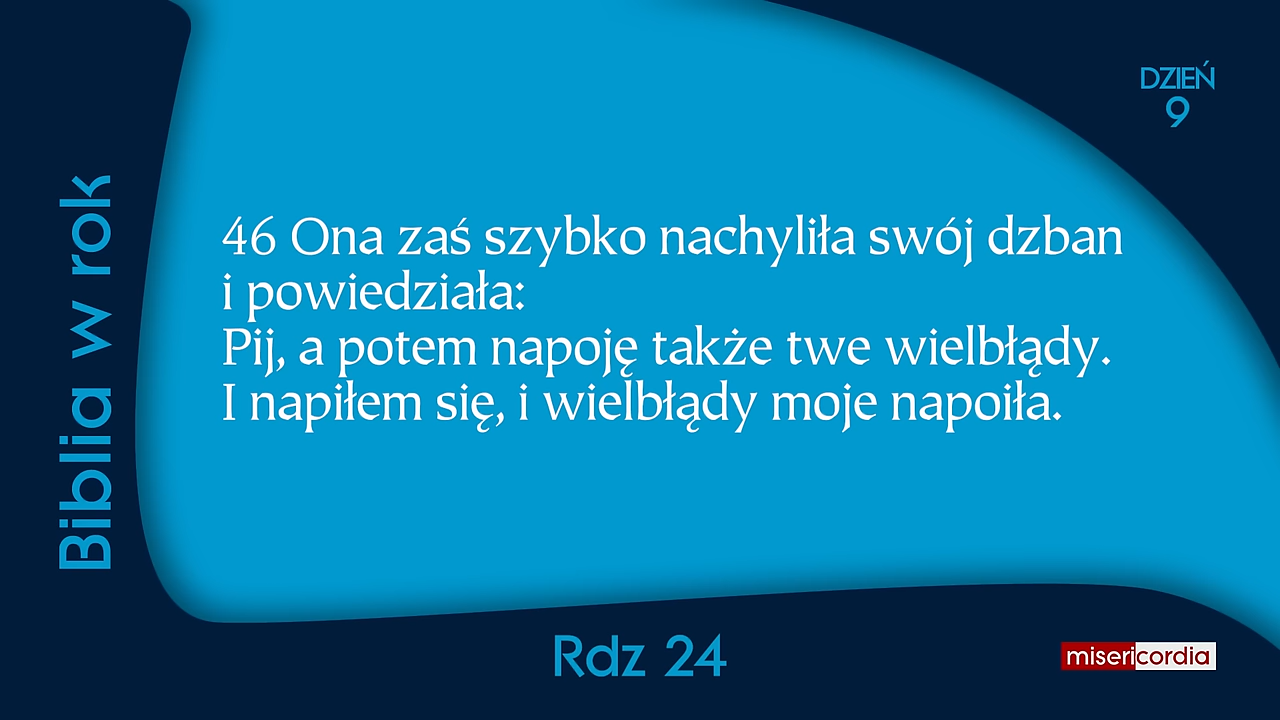 DZIEŃ
9
Biblia w rok
46 Ona zaś szybko nachyliła swój dzban
i powiedziała:
Pij, a potem napoję także twe wielbłądy.
I napiłem się, i wielbłądy moje napoiła.
Rdz 24
misericordia